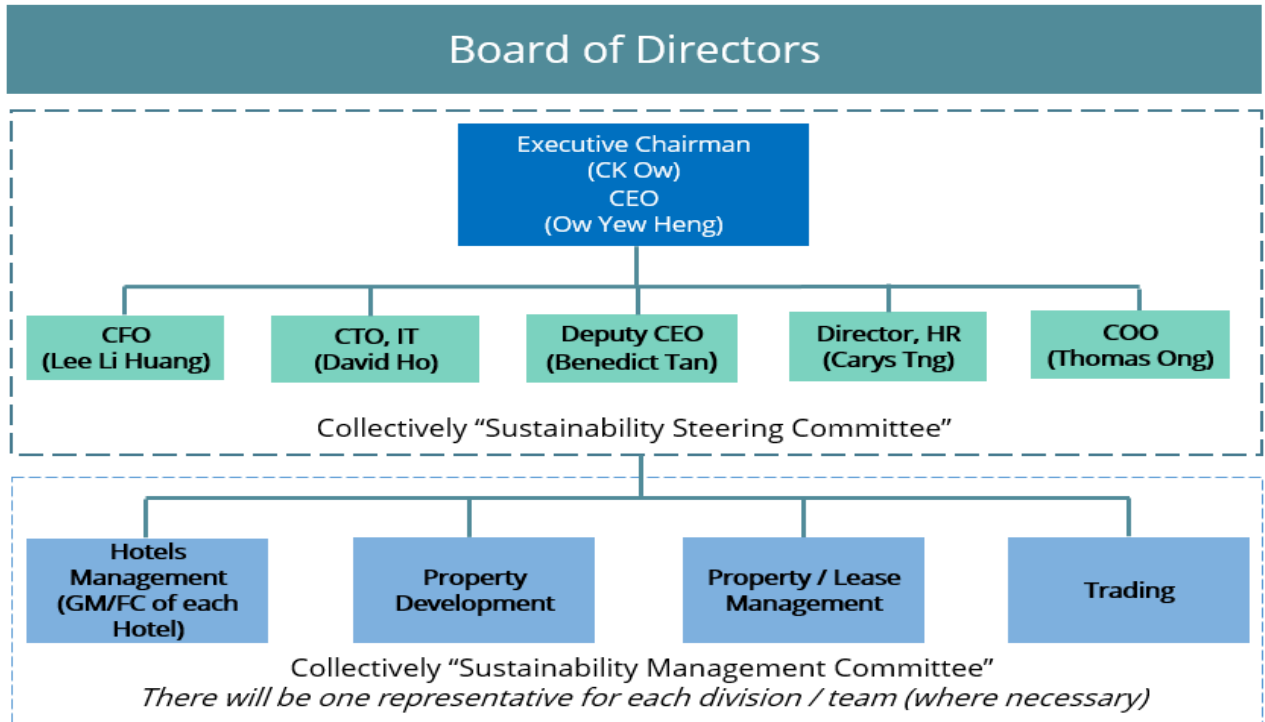 Board of Directors
Executive Chairman
(CK Ow)
CEO
(Ow Yew Heng)
CFO
(Lee Li Huang)
CTO, IT
(David Ho)
Deputy CEO
(Benedict Tan)
Director, HR
(Carys Tng)
COO
(Thomas Ong)
Collectively “Sustainability Steering Committee”
Hotels
Management
(GM/FC of each
Hotel)
Property
Development
Property / Lease
Management
Trading
Collectively “Sustainability Management Committee”
There will be one representative for each division / team (where necessary)